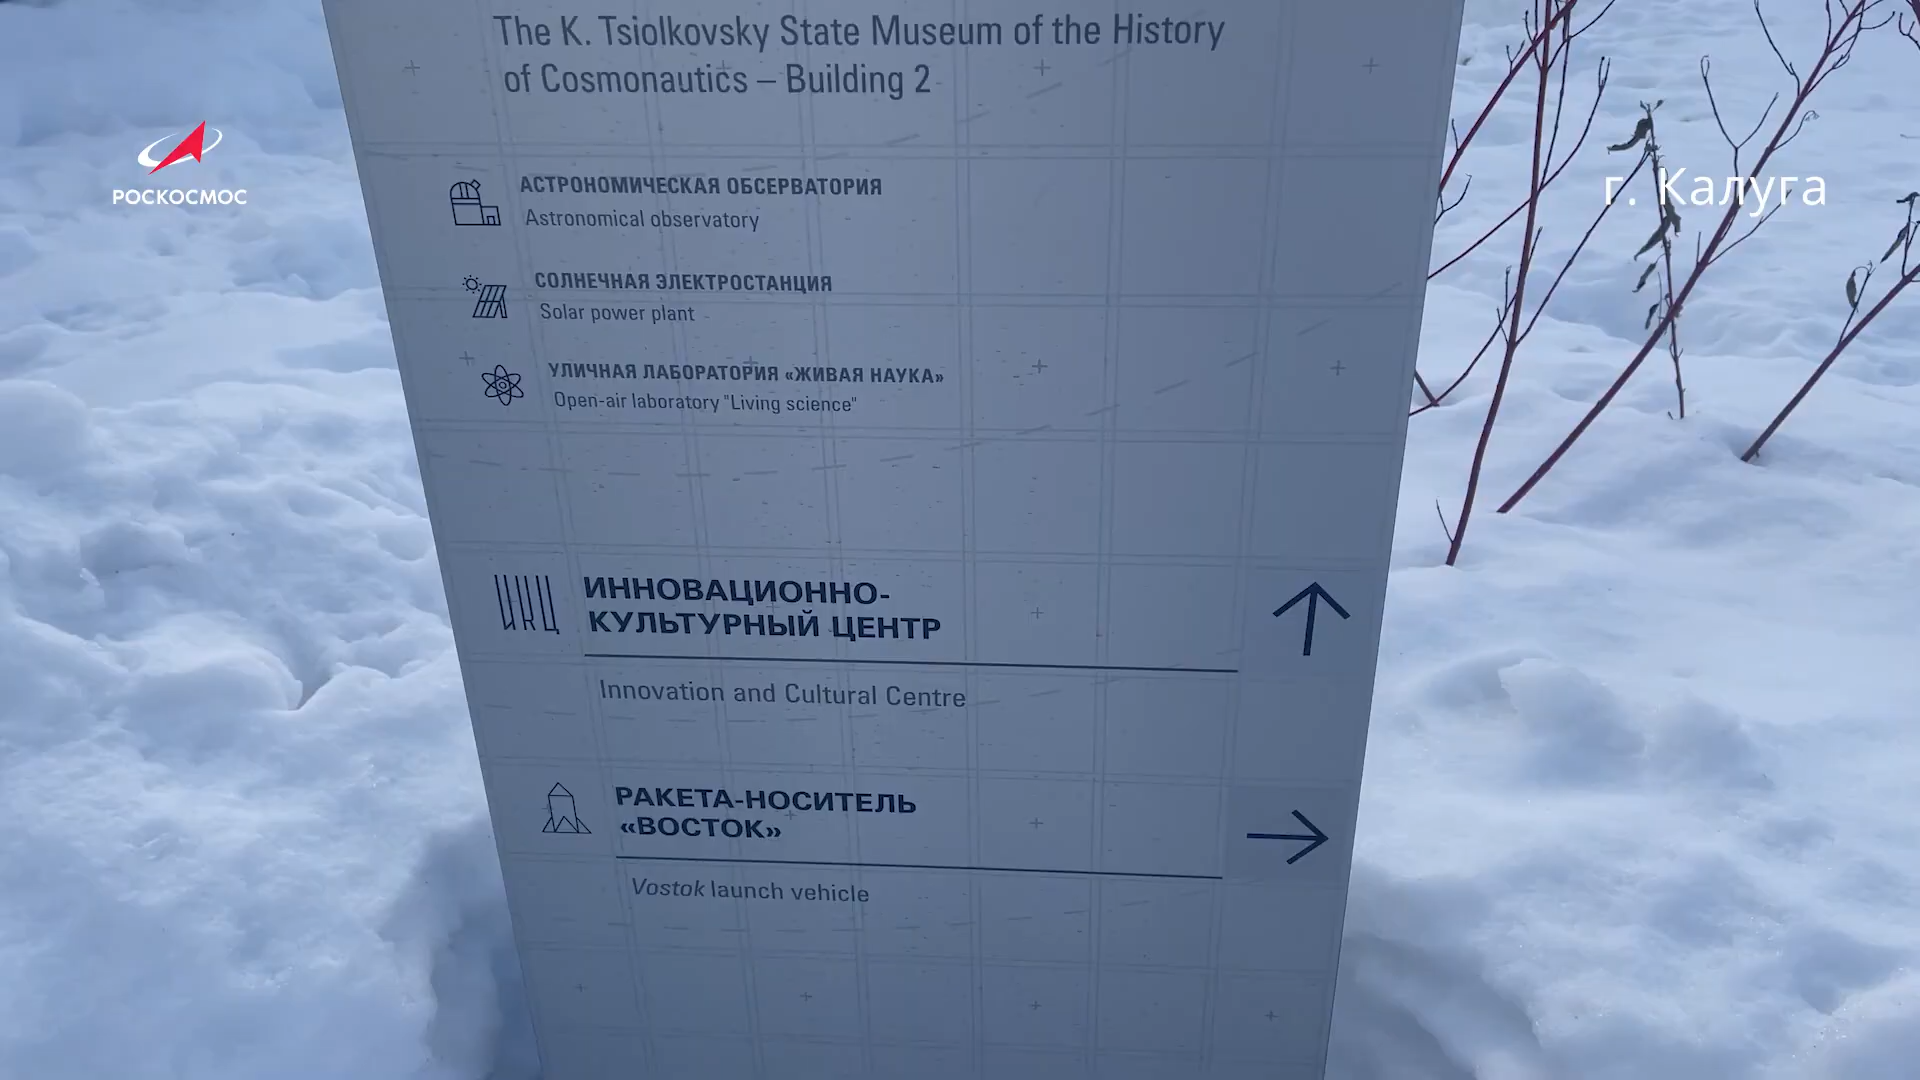 The K. Tsiolkovsky State Museum of the History
of Cosmonautics – Building 2
РОСКОСМОС
г. Калуга
АСТРОНОМИЧЕСКАЯ ОБСЕРВАТОРИЯ
Astronomical observatory
СОЛНЕЧНАЯ ЭЛЕКТРОСТАНЦИЯ
Solar power plant
УЛИЧНАЯ ЛАБОРАТОРИЯ «ЖИВАЯ НАУКА»
Open-air laboratory "Living science"
ИКЦ
ИННОВАЦИОННО-
КУЛЬТУРНЫЙ ЦЕНТР
Innovation and Cultural Centre
РАКЕТА-НОСИТЕЛЬ
«ВОСТОК»
Vostok launch vehicle